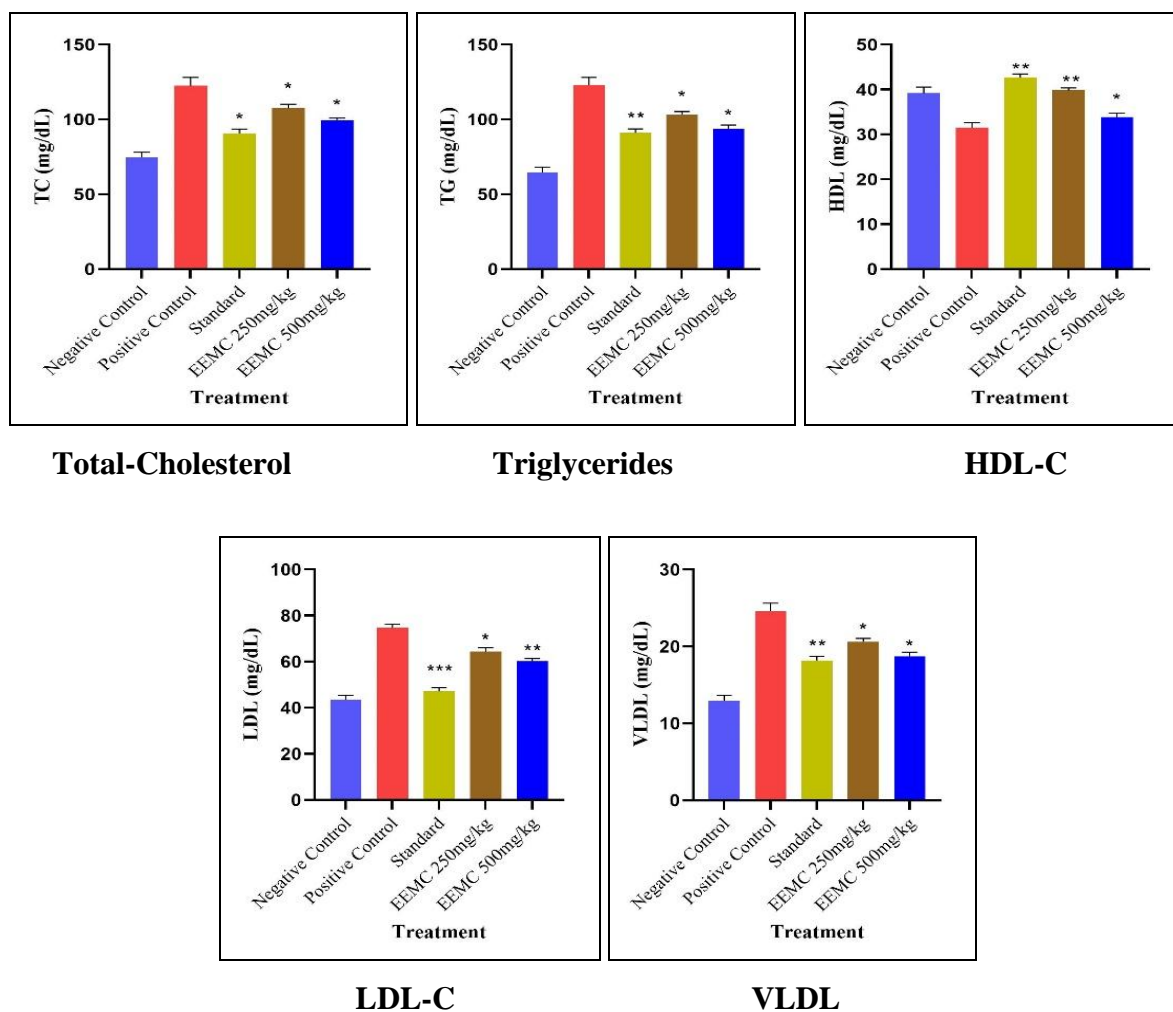 150
100
50
0
TC (mg/dL)
*
*
*
Negative Control
Positive Control
Standard
EEMC 250mg/kg
EEMC 500mg/kg
Treatment
Total-Cholesterol
150
100
50
0
TG (mg/dL)
**
*
*
Negative Control
Positive Control
Standard
EEMC 250mg/kg
EEMC 500mg/kg
Treatment
Triglycerides
50
40
30
20
10
0
HDL (mg/dL)
**
**
*
Negative Control
Positive Control
Standard
EEMC 250mg/kg
EEMC 500mg/kg
Treatment
HDL-C
100
80
60
40
20
0
LDL (mg/dL)
***
*
**
Negative Control
Positive Control
Standard
EEMC 250mg/kg
EEMC 500mg/kg
Treatment
LDL-C
30
20
10
0
VLDL (mg/dL)
**
*
*
Negative Control
Positive Control
Standard
EEMC 250mg/kg
EEMC 500mg/kg
Treatment
VLDL